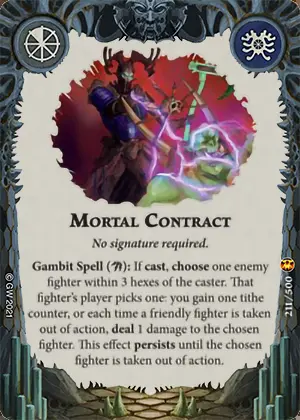 MORTAL CONTRACT
No signature required.
Gambit Spell (): If cast, choose one enemy
fighter within 3 hexes of the caster. That
fighter's player picks one: you gain one tithe
counter, or each time a friendly fighter is taken
out of action, deal 1 damage to the chosen
fighter. This effect persists until the chosen
fighter is taken out of action.
© GW 2021
211/500